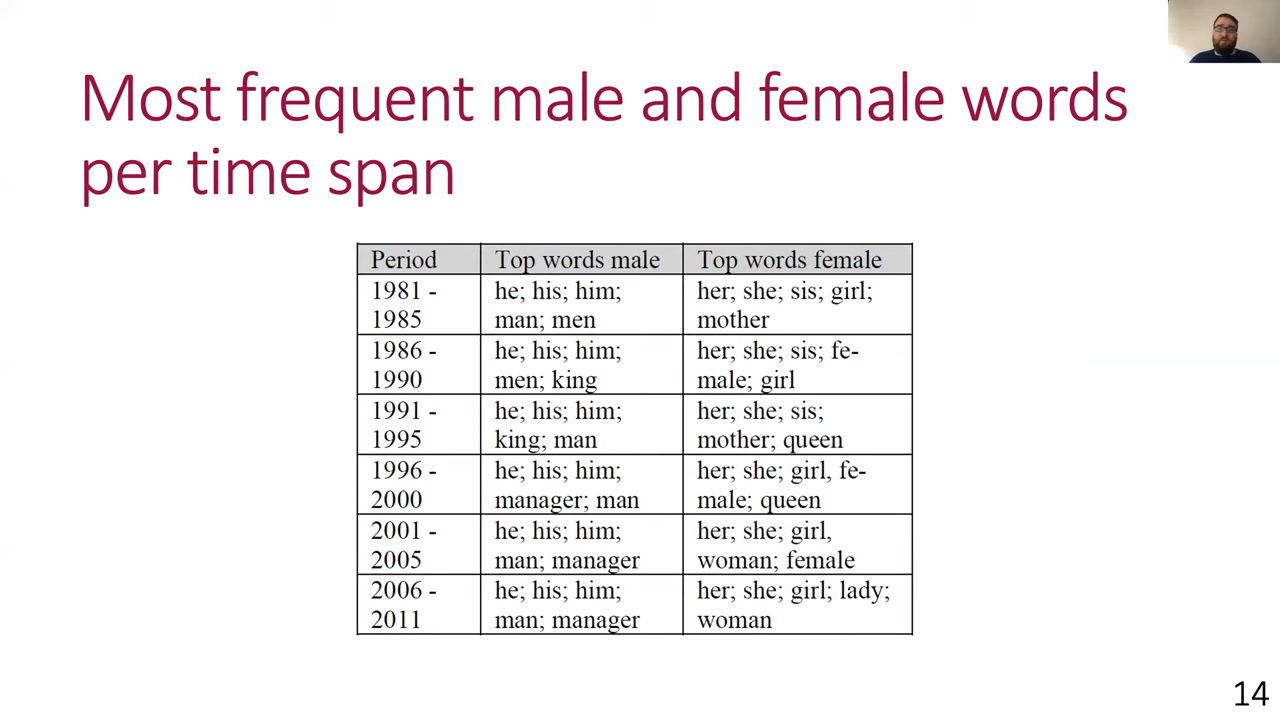 Most frequent male and female words
per time span
Period Top words male Top words female
1981 - he; his; him; her; she; sis; girl;
1985 man; men mother
1986 - he; his; him; her; she; sis; fe-
1990 men; king male; girl
1991 - he; his; him; her; she; sis;
1995 king; man mother; queen
1996 - he; his; him; her; she; girl, fe-
2000 manager; man male; queen
2001 - he; his; him; her; she; girl,
2005 man; manager woman; female
2006 - he; his; him; her; she; girl; lady;
2011 man; manager woman
14